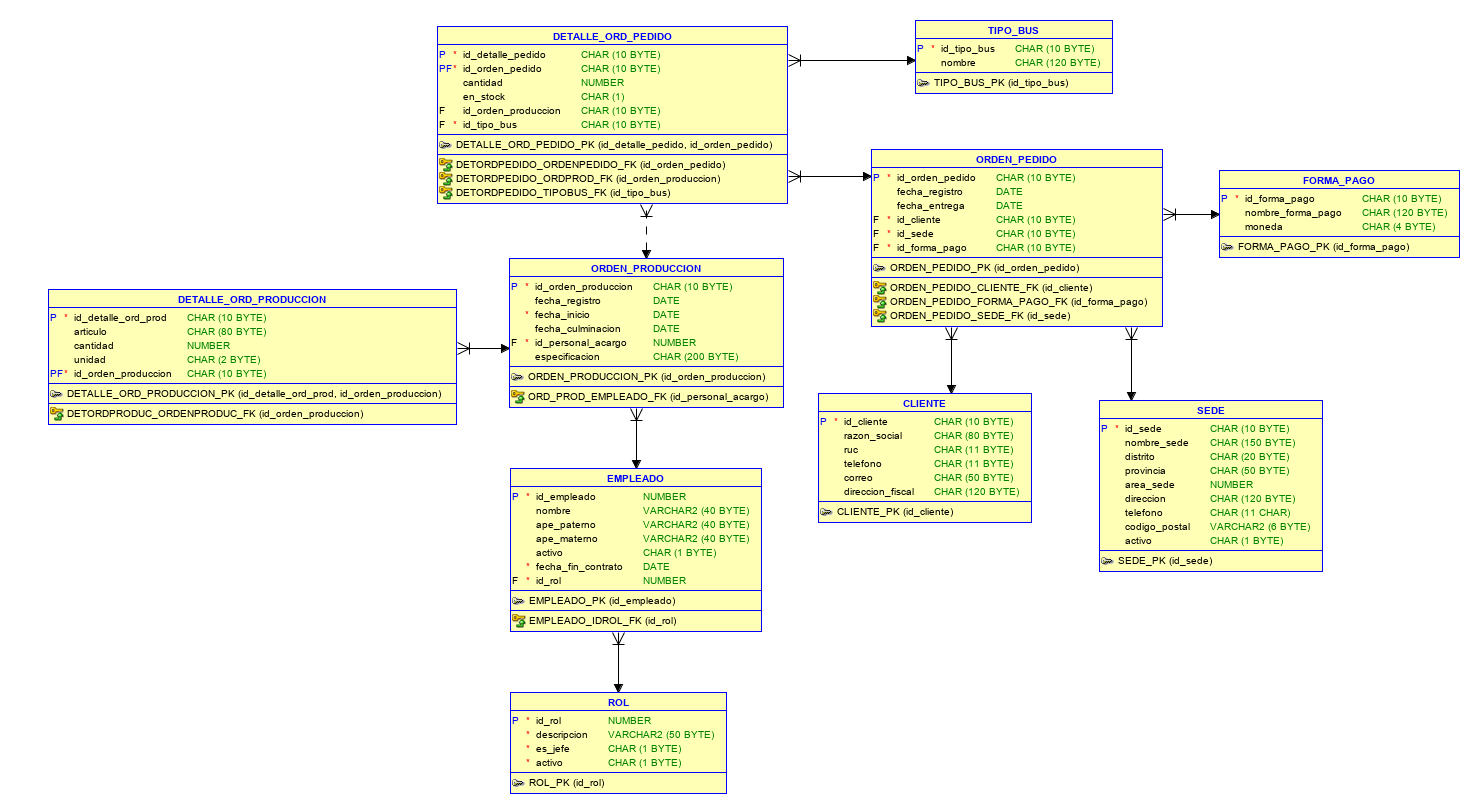 DETALLE_ORD_PEDIDO
P * id_detalle_pedido CHAR (10 BYTE)
PF* id_orden_pedido CHAR (10 BYTE)
cantidad NUMBER
en_stock CHAR (1)
F id_orden_produccion CHAR (10 BYTE)
F * id_tipo_bus CHAR (10 BYTE)
DETALLE_ORD_PEDIDO_PK (id_detalle_pedido, id_orden_pedido)
DETORDPEDIDO_ORDENPEDIDO_FK (id_orden_pedido)
DETORDPEDIDO_ORDPROD_FK (id_orden_produccion)
DETORDPEDIDO_TIPOBUS_FK (id_tipo_bus)
TIPO_BUS
P * id_tipo_bus CHAR (10 BYTE)
nombre CHAR (120 BYTE)
TIPO_BUS_PK (id_tipo_bus)
ORDEN_PEDIDO
P * id_orden_pedido CHAR (10 BYTE)
fecha_registro DATE
fecha_entrega DATE
F * id_cliente CHAR (10 BYTE)
F * id_sede CHAR (10 BYTE)
F * id_forma_pago CHAR (10 BYTE)
ORDEN_PEDIDO_PK (id_orden_pedido)
ORDEN_PEDIDO_CLIENTE_FK (id_cliente)
ORDEN_PEDIDO_FORMA_PAGO_FK (id_forma_pago)
ORDEN_PEDIDO_SEDE_FK (id_sede)
FORMA_PAGO
P * id_forma_pago CHAR (10 BYTE)
nombre_forma_pago CHAR (120 BYTE)
moneda CHAR (4 BYTE)
FORMA_PAGO_PK (id_forma_pago)
DETALLE_ORD_PRODUCCION
P * id_detalle_ord_prod CHAR (10 BYTE)
articulo CHAR (80 BYTE)
cantidad NUMBER
unidad CHAR (2 BYTE)
PF* id_orden_produccion CHAR (10 BYTE)
DETALLE_ORD_PRODUCCION_PK (id_detalle_ord_prod, id_orden_produccion)
DETORDPRODUC_ORDENPRODUC_FK (id_orden_produccion)
ORDEN_PRODUCCION
P * id_orden_produccion CHAR (10 BYTE)
fecha_registro DATE
* fecha_inicio DATE
fecha_culminacion DATE
F * id_personal_acargo NUMBER
especificacion CHAR (200 BYTE)
ORDEN_PRODUCCION_PK (id_orden_produccion)
ORD_PROD_EMPLEADO_FK (id_personal_acargo)
CLIENTE
P * id_cliente CHAR (10 BYTE)
razon_social CHAR (80 BYTE)
ruc CHAR (11 BYTE)
telefono CHAR (11 BYTE)
correo CHAR (50 BYTE)
direccion_fiscal CHAR (120 BYTE)
CLIENTE_PK (id_cliente)
SEDE
P * id_sede CHAR (10 BYTE)
nombre_sede CHAR (150 BYTE)
distrito CHAR (20 BYTE)
provincia CHAR (50 BYTE)
area_sede NUMBER
direccion CHAR (120 BYTE)
telefono CHAR (11 CHAR)
codigo_postal VARCHAR2 (6 BYTE)
activo CHAR (1 BYTE)
SEDE_PK (id_sede)
EMPLEADO
P * id_empleado NUMBER
nombre VARCHAR2 (40 BYTE)
ape_paterno VARCHAR2 (40 BYTE)
ape_materno VARCHAR2 (40 BYTE)
activo CHAR (1 BYTE)
* fecha_fin_contrato DATE
F * id_rol NUMBER
EMPLEADO_PK (id_empleado)
EMPLEADO_IDROL_FK (id_rol)
ROL
P * id_rol NUMBER
* descripcion VARCHAR2 (50 BYTE)
* es_jefe CHAR (1 BYTE)
* activo CHAR (1 BYTE)
ROL_PK (id_rol)